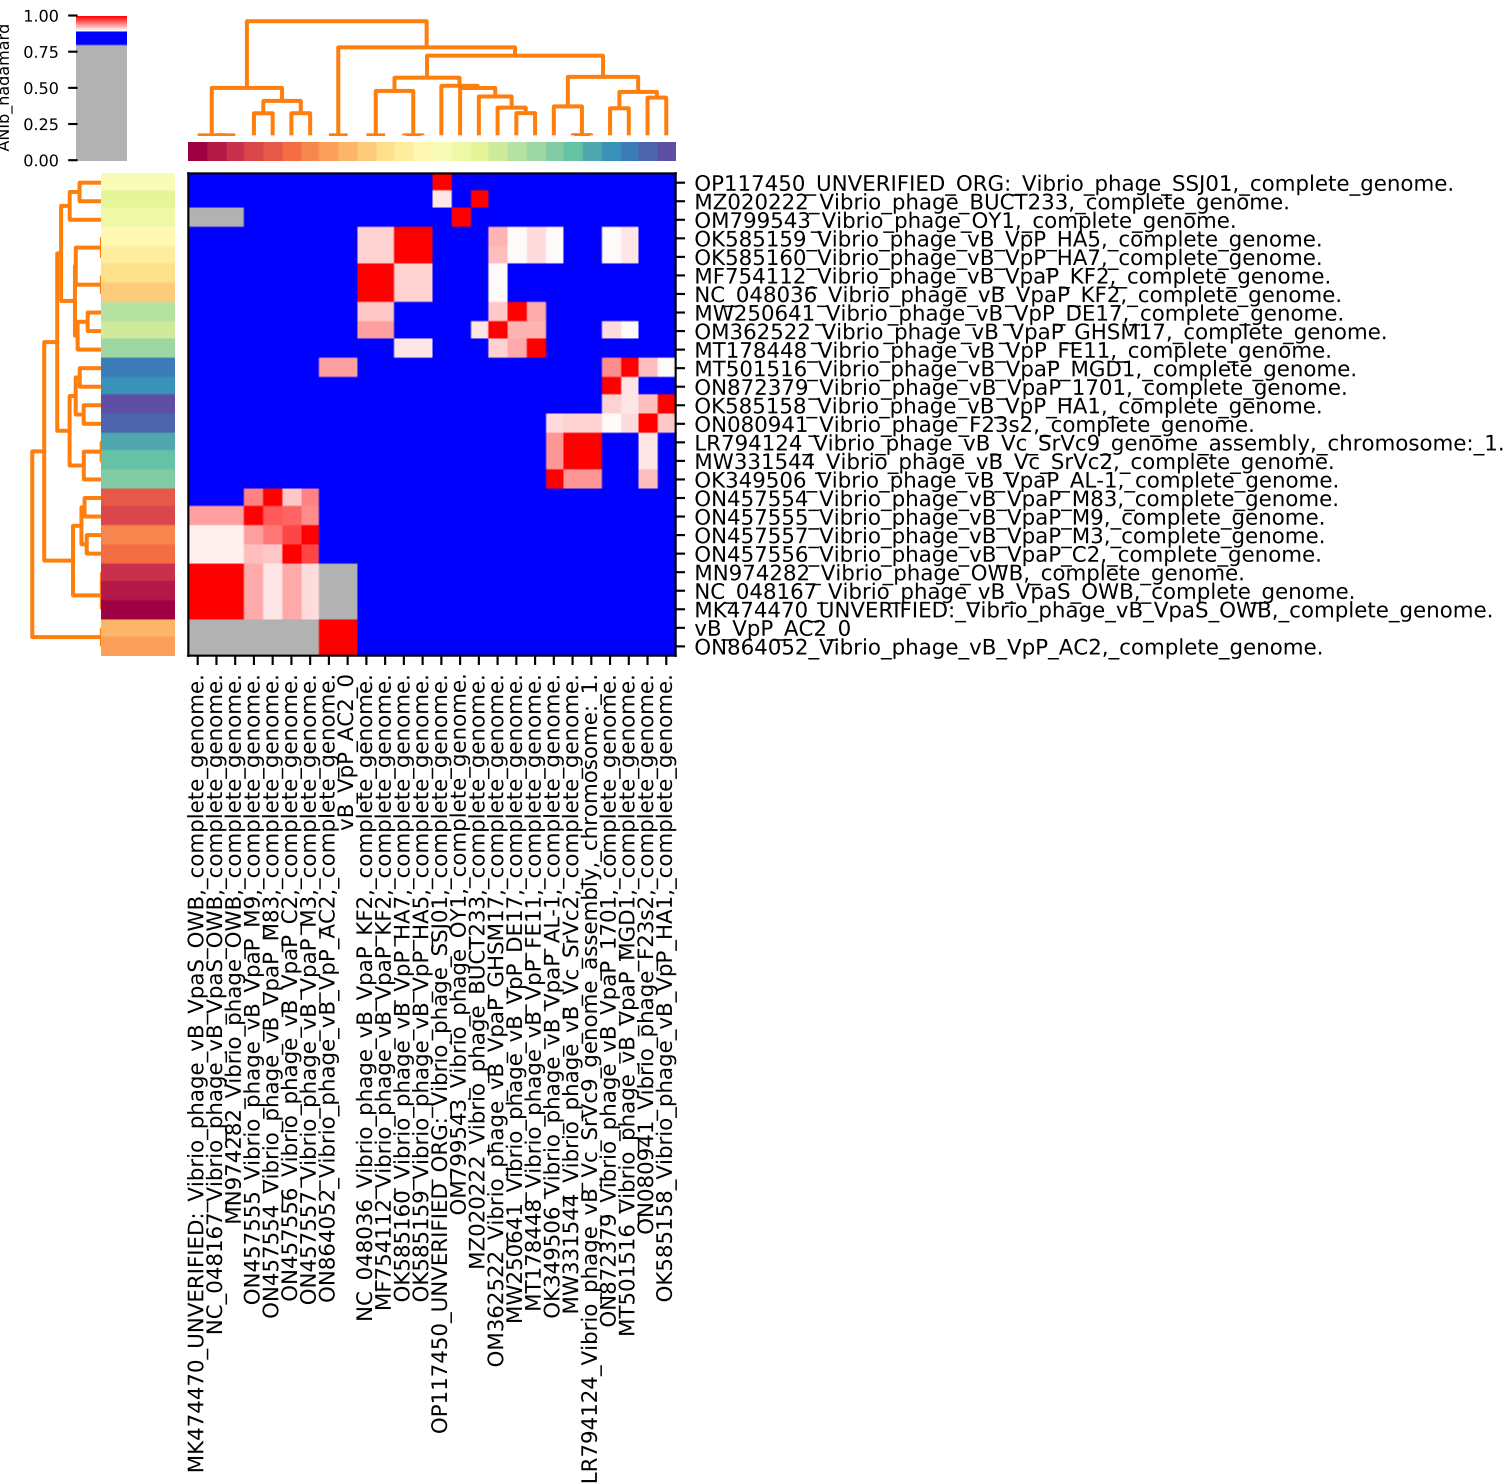 ANIb_hadamard
1.00
0.75
0.50
0.25
0.00
OP117450_UNVERIFIED_ORG:_Vibrio_phage_SSJ01,_complete_genome.
MZ020222_Vibrio_phage_BUCT233,_complete_genome.
OM799543_Vibrio_phage_OY1,_complete_genome.
OK585159_Vibrio_phage_vB_VpP_HA5,_complete_genome.
OK585160_Vibrio_phage_vB_VpP_HA7,_complete_genome.
MF754112_Vibrio_phage_vB_VpaP_KF2,_complete_genome.
NC_048036_Vibrio_phage_vB_VpaP_KF2,_complete_genome.
MW250641_Vibrio_phage_vB_VpP_DE17,_complete_genome.
OM362522_Vibrio_phage_vB_VpaP_GHSM17,_complete_genome.
MT178448_Vibrio_phage_vB_VpP_FE11,_complete_genome.
MT501516_Vibrio_phage_vB_VpaP_MGD1,_complete_genome.
ON872379_Vibrio_phage_vB_VpaP_1701,_complete_genome.
OK585158_Vibrio_phage_vB_VpP_HA1,_complete_genome.
ON080941_Vibrio_phage_F23s2,_complete_genome.
LR794124_Vibrio_phage_vB_Vc_SrVc9_genome_assembly,_chromosome:_1.
MW331544_Vibrio_phage_vB_Vc_SrVc2,_complete_genome.
OK349506_Vibrio_phage_vB_VpaP_AL-1,_complete_genome.
ON457554_Vibrio_phage_vB_VpaP_M83,_complete_genome.
ON457555_Vibrio_phage_vB_VpaP_M9,_complete_genome.
ON457557_Vibrio_phage_vB_VpaP_M3,_complete_genome.
ON457556_Vibrio_phage_vB_VpaP_C2,_complete_genome.
MN974282_Vibrio_phage_OWB,_complete_genome.
NC_048167_Vibrio_phage_vB_VpaS_OWB,_complete_genome.
MK474470_UNVERIFIED:_Vibrio_phage_vB_VpaS_OWB,_complete_genome.
vB_VpP_AC2_0
ON864052_Vibrio_phage_vB_VpP_AC2,_complete_genome.
MK474470_UNVERIFIED:_Vibrio_phage_vB_VpaS_OWB,_complete_genome.
NC_048167_Vibrio_phage_vB_VpaS_OWB,_complete_genome.
MN974282_Vibrio_phage_OWB,_complete_genome.
ON457555_Vibrio_phage_vB_VpaP_M9,_complete_genome.
ON457554_Vibrio_phage_vB_VpaP_M83,_complete_genome.
ON457556_Vibrio_phage_vB_VpaP_C2,_complete_genome.
ON457557_Vibrio_phage_vB_VpaP_M3,_complete_genome.
ON864052_Vibrio_phage_vB_VpP_AC2,_complete_genome.
vB_VpP_AC2_0
NC_048036_Vibrio_phage_vB_VpaP_KF2,_complete_genome.
MF754112_Vibrio_phage_vB_VpaP_KF2,_complete_genome.
OK585160_Vibrio_phage_vB_VpP_HA7,_complete_genome.
OK585159_Vibrio_phage_vB_VpP_HA5,_complete_genome.
OP117450_UNVERIFIED_ORG:_Vibrio_phage_SSJ01,_complete_genome.
OM799543_Vibrio_phage_OY1,_complete_genome.
MZ020222_Vibrio_phage_BUCT233,_complete_genome.
OM362522_Vibrio_phage_vB_VpaP_GHSM17,_complete_genome.
MW250641_Vibrio_phage_vB_VpP_DE17,_complete_genome.
MT178448_Vibrio_phage_vB_VpP_FE11,_complete_genome.
OK349506_Vibrio_phage_vB_VpaP_AL-1,_complete_genome.
MW331544_Vibrio_phage_vB_Vc_SrVc2,_complete_genome.
LR794124_Vibrio_phage_vB_Vc_SrVc9_genome_assembly,_chromosome:_1.
ON872379_Vibrio_phage_vB_VpaP_1701,_complete_genome.
MT501516_Vibrio_phage_vB_VpaP_MGD1,_complete_genome.
ON080941_Vibrio_phage_F23s2,_complete_genome.
OK585158_Vibrio_phage_vB_VpP_HA1,_complete_genome.